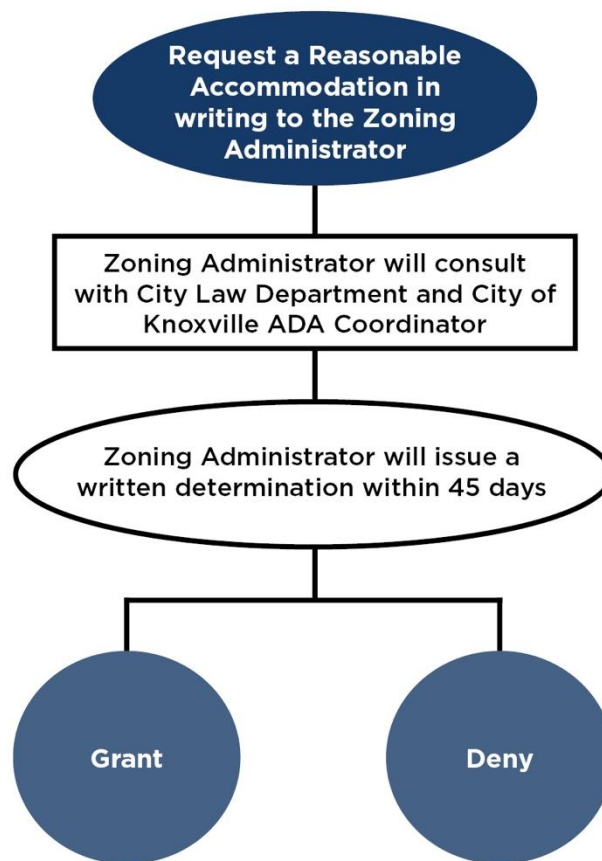 Request a Reasonable
Accommodation in
writing to the Zoning
Administrator
Zoning Administrator will consult
with City Law Department and City of
Knoxville ADA Coordinator
Zoning Administrator will issue a
written determination within 45 days
Grant
Deny